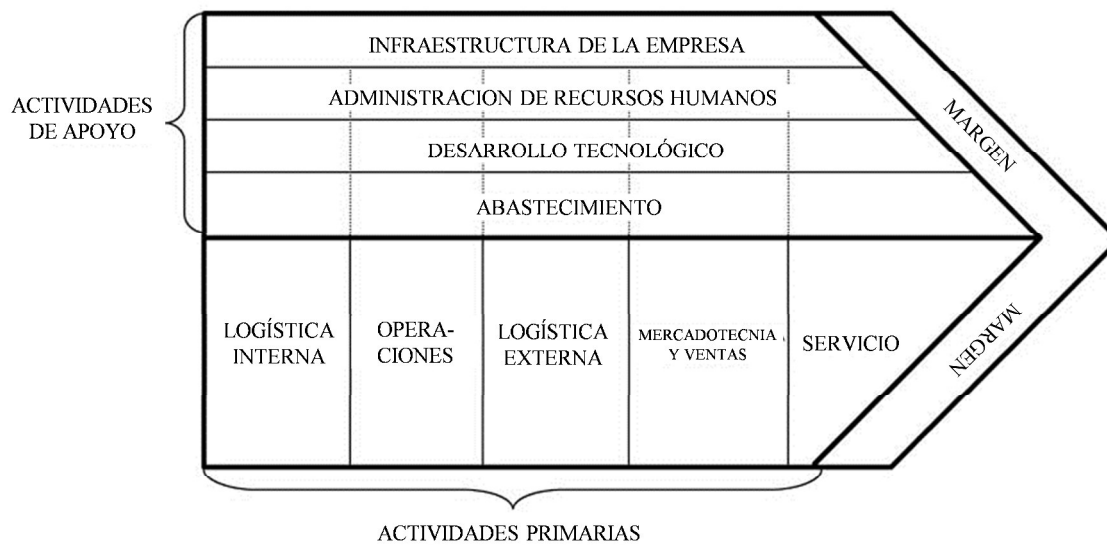 INFRAESTRUCTURA DE LA EMPRESA
ADMINISTRACION DE RECURSOS HUMANOS
DESARROLLO TECNOLÓGICO
ABASTECIMIENTO
ACTIVIDADES
DE APOYO
MARGEN
LOGÍSTICA
INTERNA
OPERA-
CIONES
LOGÍSTICA
EXTERNA
MERCADOTECNIA
Y VENTAS
SERVICIO
MARGEN
ACTIVIDADES PRIMARIAS